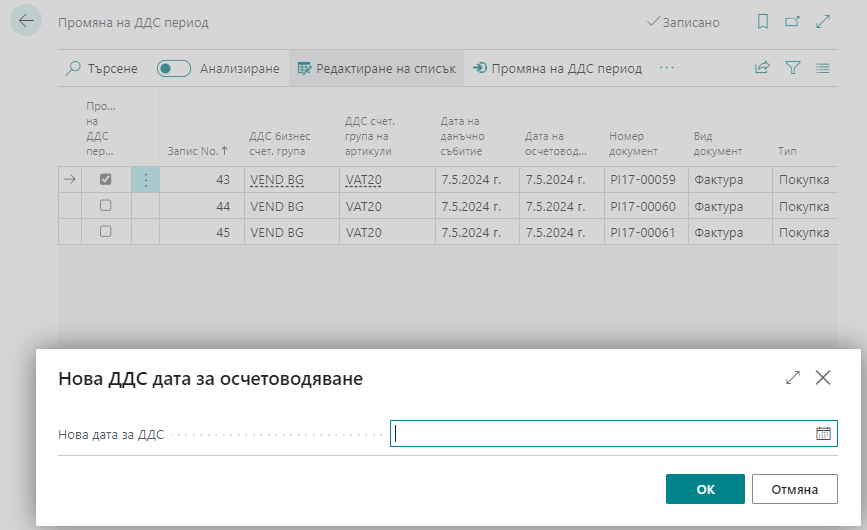 Промяна на ДДС период
Записано
Търсене
Анализиране
Редактиране на списък
Промяна на ДДС период
...
Про... на ДДС пер...
Запис No. ↑
ДДС бизнес счет. група
ДДС счет. група на артикули
Дата на данъчно събитие
Дата на осчетовод...
Номер документ
Вид документ
Тип
43 VEND BG VAT20 7.5.2024 г. 7.5.2024 г. PI17-00059 Фактура Покупка
44 VEND BG VAT20 7.5.2024 г. 7.5.2024 г. PI17-00060 Фактура Покупка
45 VEND BG VAT20 7.5.2024 г. 7.5.2024 г. PI17-00061 Фактура Покупка
Нова ДДС дата за осчетоводяване
Нова дата за ДДС
ОК
Отмяна